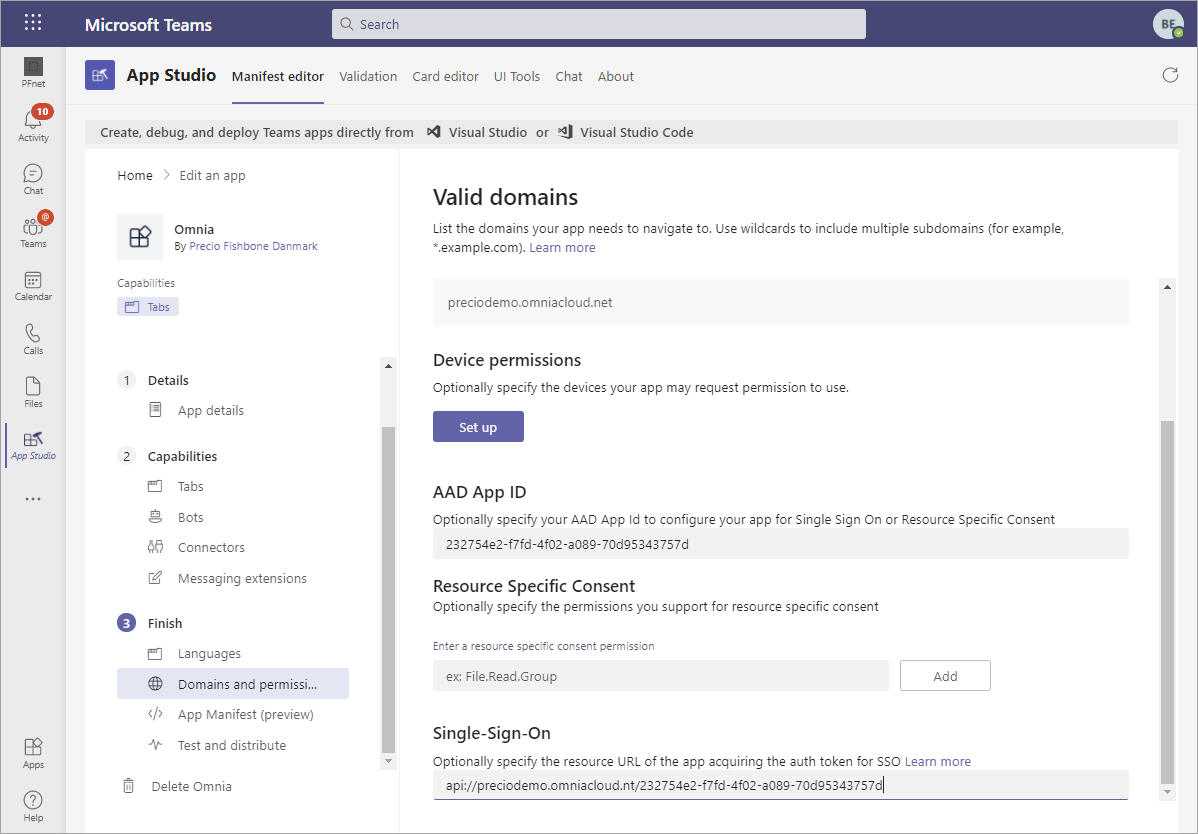 Microsoft Teams
Search
BE
PFnet
10
Activity
Chat
@
Teams
Calendar
Calls
Files
App Studio
Apps
Help
App Studio
Manifest editor
Validation
Card editor
UI Tools
Chat
About
Create, debug, and deploy Teams apps directly from Visual Studio or Visual Studio Code
Home > Edit an app
Omnia
By Precio Fishbone Danmark
Capabilities
Tabs
1 Details
App details
2 Capabilities
Tabs
Bots
Connectors
Messaging extensions
3 Finish
Languages
Domains and permissi...
App Manifest (preview)
Test and distribute
Delete Omnia
Valid domains
List the domains your app needs to navigate to. Use wildcards to include multiple subdomains (for example,
*.example.com). Learn more
preciodemo.omniacloud.net
Device permissions
Optionally specify the devices your app may request permission to use.
Set up
AAD App ID
Optionally specify your AAD App Id to configure your app for Single Sign On or Resource Specific Consent
232754e2-f7fd-4f02-a089-70d95343757d
Resource Specific Consent
Optionally specify the permissions you support for resource specific consent
Enter a resource specific consent permission
ex: File.Read.Group
Add
Single-Sign-On
Optionally specify the resource URL of the app acquiring the auth token for SSO Learn more
api://preciodemo.omniacloud.nt/232754e2-f7fd-4f02-a089-70d95343757d